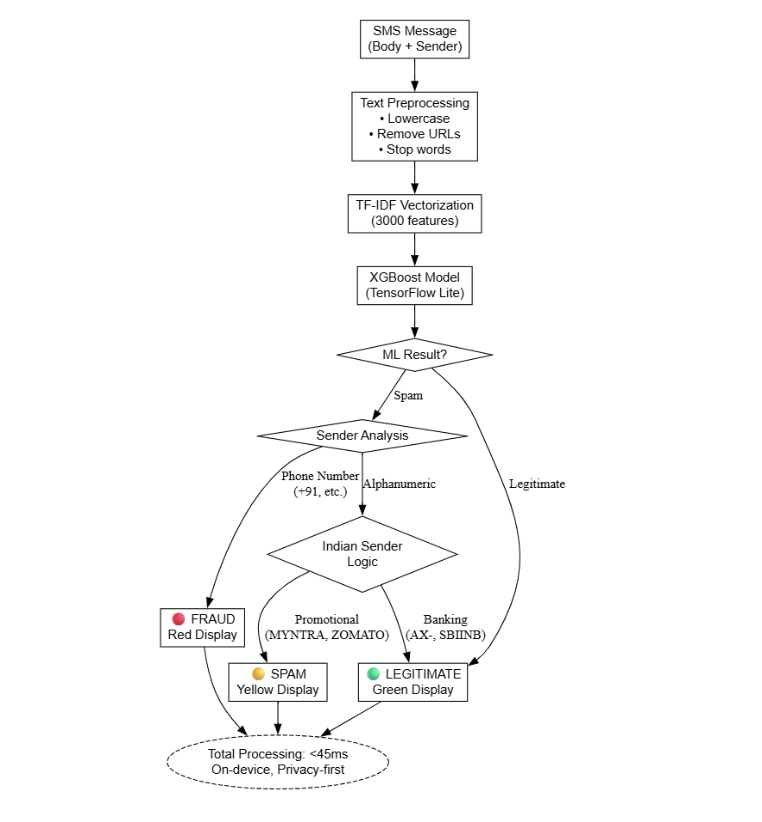 SMS Message
(Body + Sender)
Text Preprocessing
• Lowercase
• Remove URLs
• Stop words
TF-IDF Vectorization
(3000 features)
XGBoost Model
(TensorFlow Lite)
ML Result?
Spam
Sender Analysis
Phone Number
(+91, etc.)
Alphanumeric
Legitimate
Indian Sender
Logic
FRAUD
Red Display
Promotional
(MYNTRA, ZOMATO)
Banking
(AX-, SBIINB)
SPAM
Yellow Display
LEGITIMATE
Green Display
Total Processing: <45ms
On-device, Privacy-first